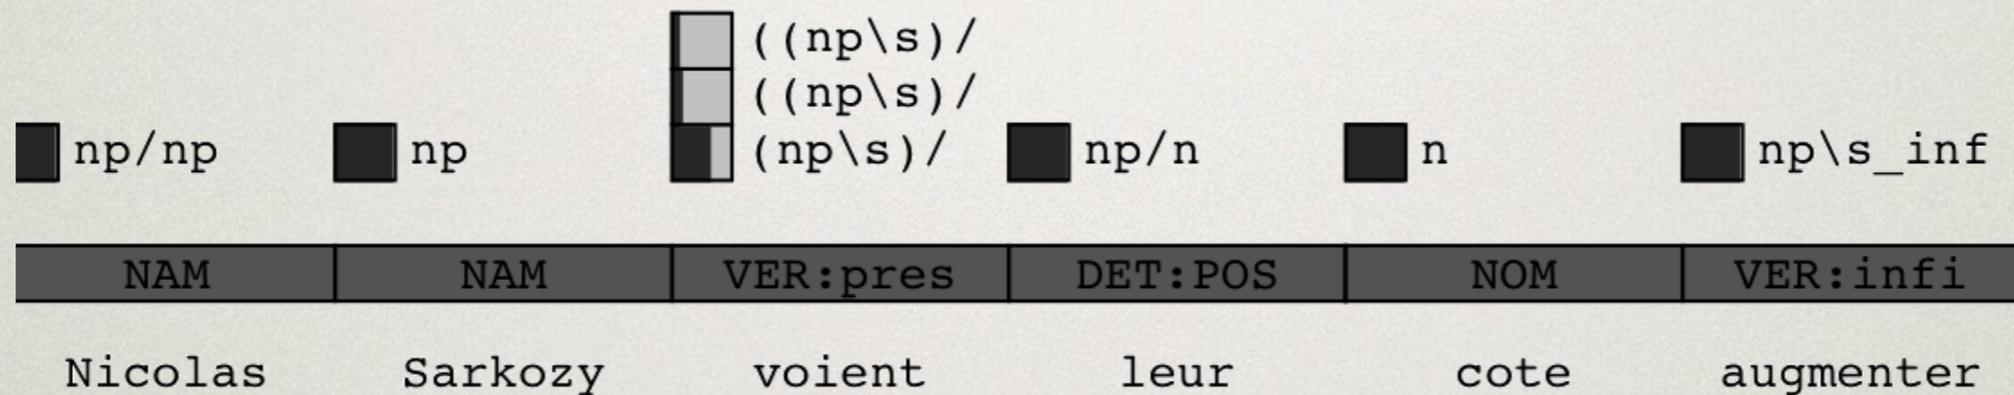 ((np\s)/
((np\s)/
np/np np (np\s)/ np/n n np\s_inf
NAM NAM VER:pres DET:POS NOM VER:infi
Nicolas Sarkozy voient leur cote augmenter